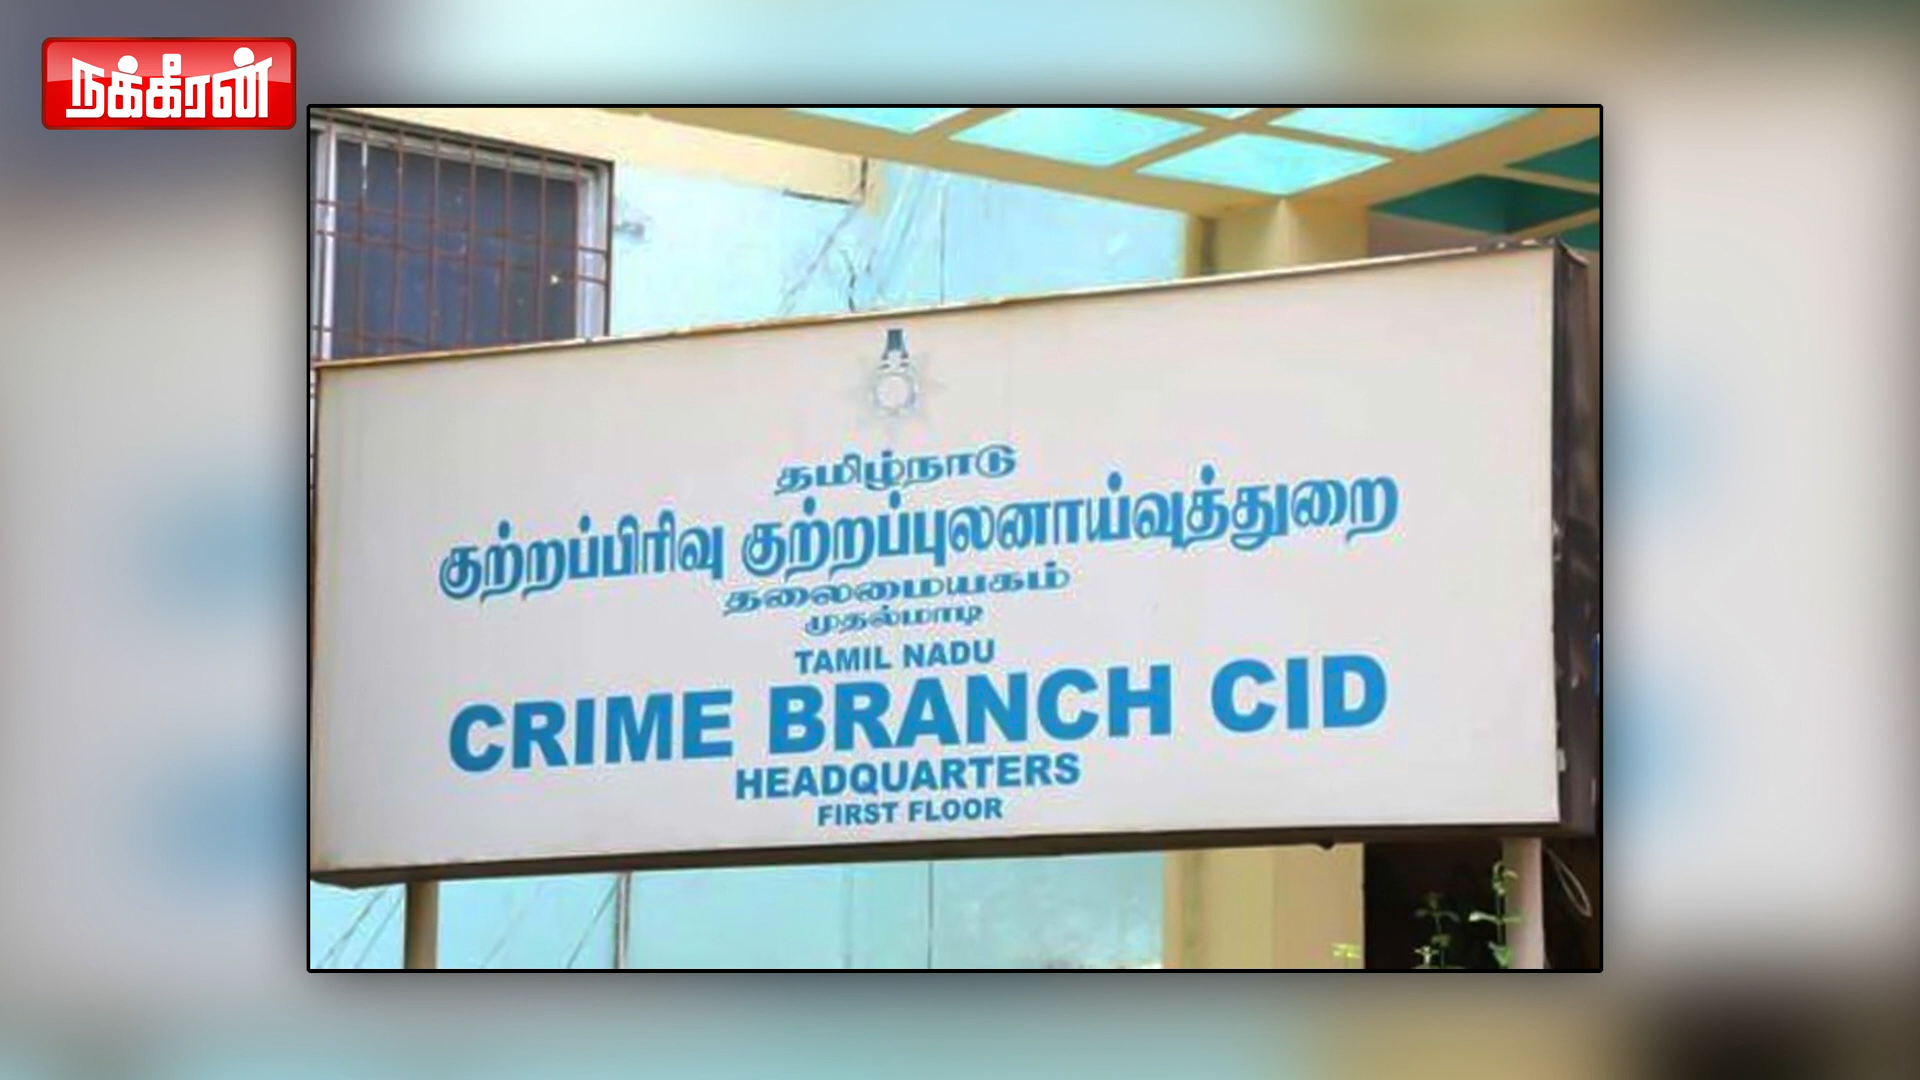 நக்கீரன்
தமிழ்நாடு
குற்றப்பிரிவு குற்றப்புலனாய்வுத்துறை
தலைமையகம்
முதல்மாடி
TAMIL NADU
CRIME BRANCH CID
HEADQUARTERS
FIRST FLOOR